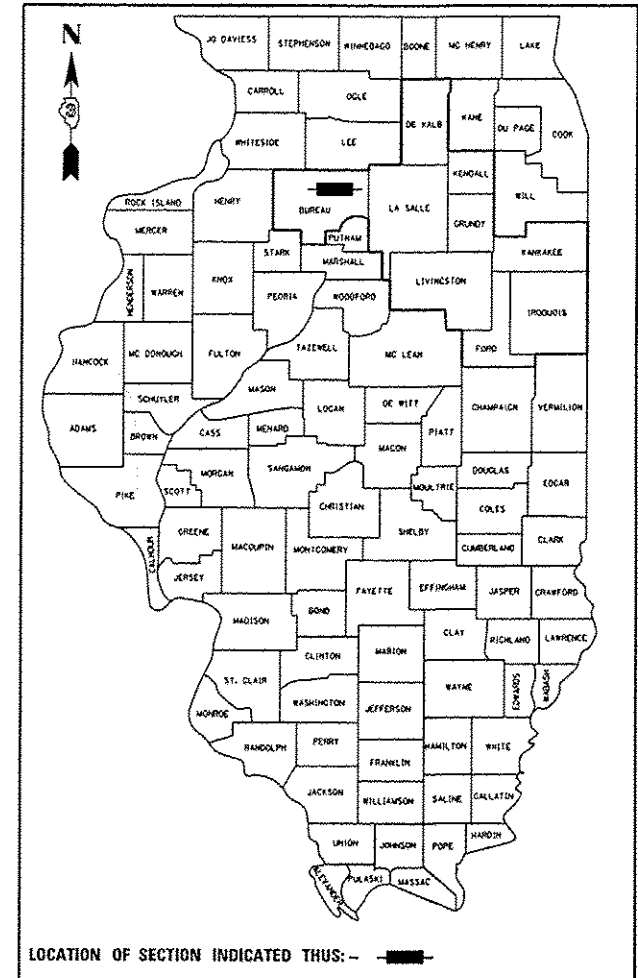 N
JO DAVIESS STEPHENSON WINNEBAGO BOONE MC HENRY LAKE
CARROLL OGLE DE KALB KANE DU PAGE COOK
WHITESIDE LEE KENDALL WILL
ROCK ISLAND HENRY BUREAU LA SALLE GRUNDY
MERCER PUTNAM KANKAKEE
HENDERSON WARREN KNOX STARK MARSHALL LIVINGSTON
PEORIA WOODFORD IROQUOIS
HANCOCK MC DONOUGH FULTON TAZEWELL MC LEAN FORD
SCHUYLER MASON LOGAN DE WITT CHAMPAIGN VERMILION
ADAMS BROWN CASS MENARD MACON PIATT
PIKE SCOTT MORGAN SANGAMON CHRISTIAN MOULTRIE DOUGLAS EDGAR
COLES
CALHOUN GREENE MACOUPIN MONTGOMERY SHELBY CUMBERLAND CLARK
JERSEY FAYETTE EFFINGHAM JASPER CRAWFORD
MADISON BOND CLAY RICHLAND LAWRENCE
CLINTON MARION
ST. CLAIR WAYNE EDWARDS WABASH
MONROE WASHINGTON JEFFERSON
RANDOLPH PERRY HAMILTON WHITE
FRANKLIN
JACKSON WILLIAMSON SALINE GALLATIN
UNION JOHNSON POPE HARDIN
ALEXANDER PULASKI MASSAC
LOCATION OF SECTION INDICATED THUS: -